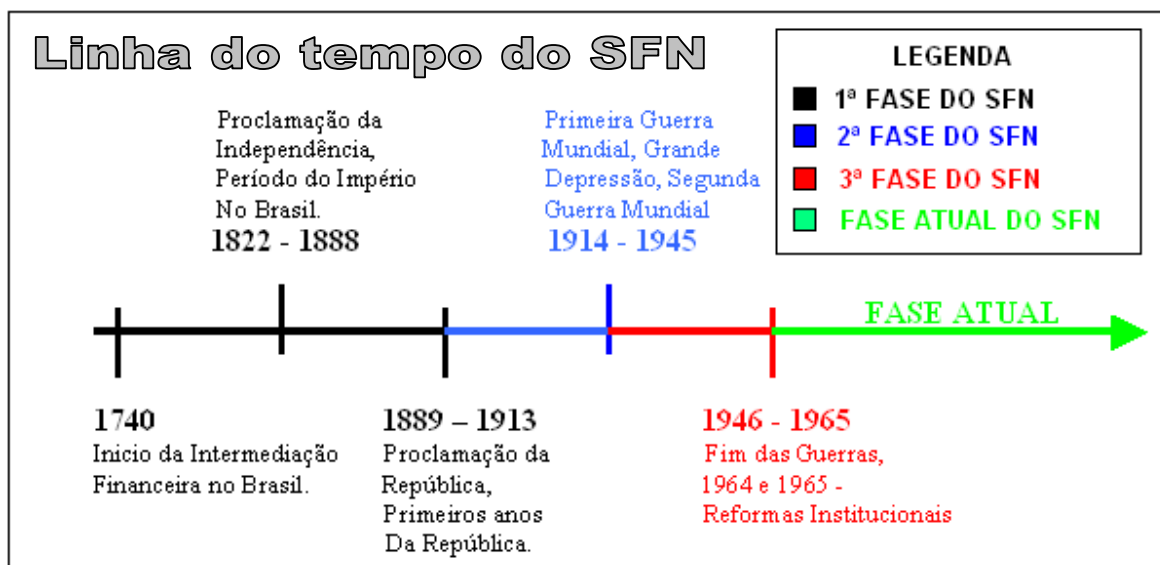 Linha do tempo do SFN
LEGENDA
1ª FASE DO SFN
2ª FASE DO SFN
3ª FASE DO SFN
FASE ATUAL DO SFN
Proclamação da
Independência,
Período do Império
No Brasil.
1822 - 1888
Primeira Guerra
Mundial, Grande
Depressão, Segunda
Guerra Mundial
1914 - 1945
FASE ATUAL
1740
Inicio da Intermediação
Financeira no Brasil.
1889 – 1913
Proclamação da
República,
Primeiros anos
Da República.
1946 - 1965
Fim das Guerras,
1964 e 1965 -
Reformas Institucionais